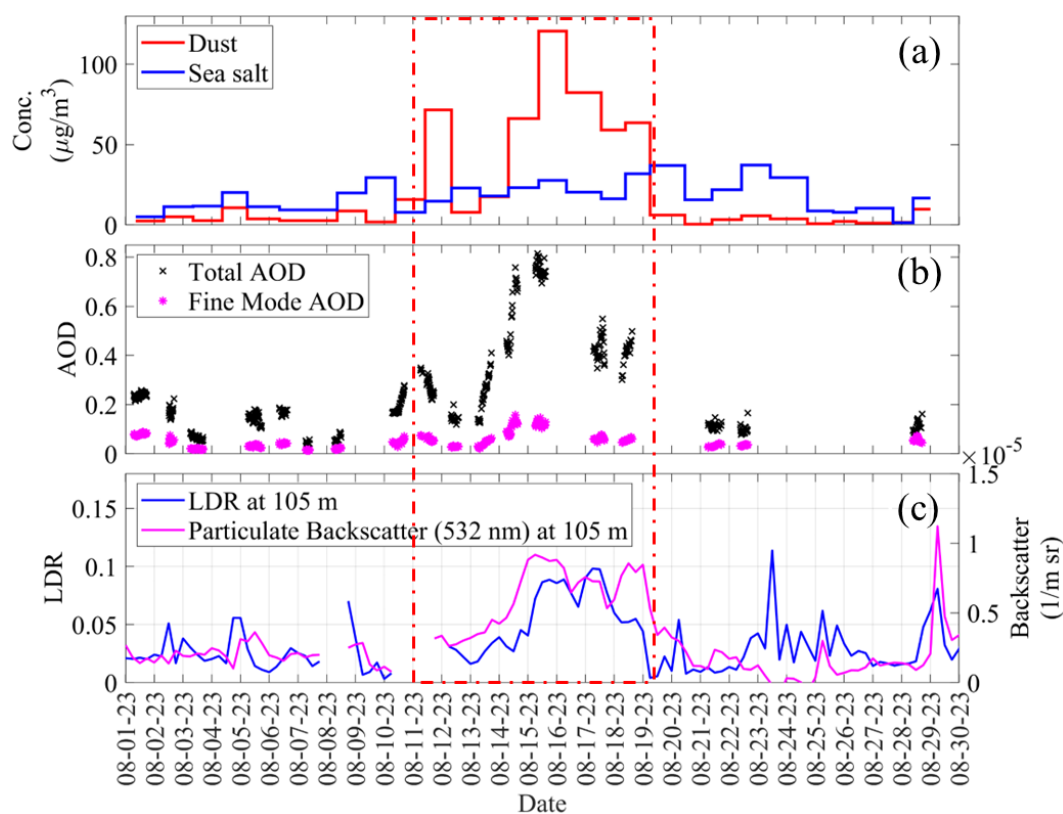 (a)
Dust
Sea salt
Conc.
(μg/m³)
100
50
0
(b)
Total AOD
Fine Mode AOD
AOD
0.8
0.6
0.4
0.2
0
×10⁻⁵
(c)
LDR at 105 m
Particulate Backscatter (532 nm) at 105 m
LDR
0.15
0.1
0.05
0
1.5
1
0.5
0
Backscatter
(1/m sr)
08-01-23
08-02-23
08-03-23
08-04-23
08-05-23
08-06-23
08-07-23
08-08-23
08-09-23
08-10-23
08-11-23
08-12-23
08-13-23
08-14-23
08-15-23
08-16-23
08-17-23
08-18-23
08-19-23
08-20-23
08-21-23
08-22-23
08-23-23
08-24-23
08-25-23
08-26-23
08-27-23
08-28-23
08-29-23
08-30-23
Date